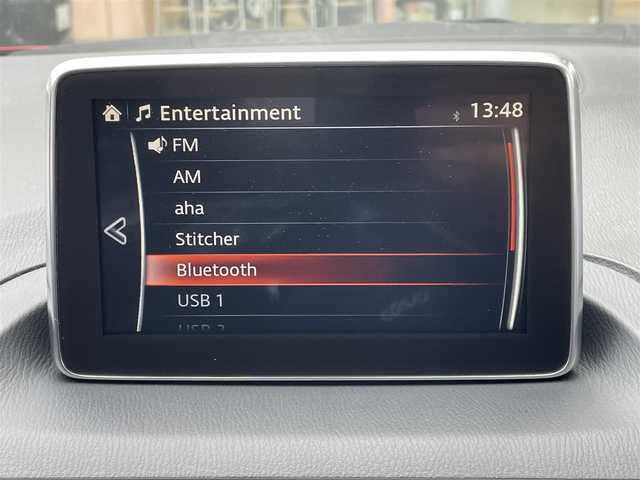 Entertainment 13:48
FM
AM
aha
Stitcher
Bluetooth
USB 1